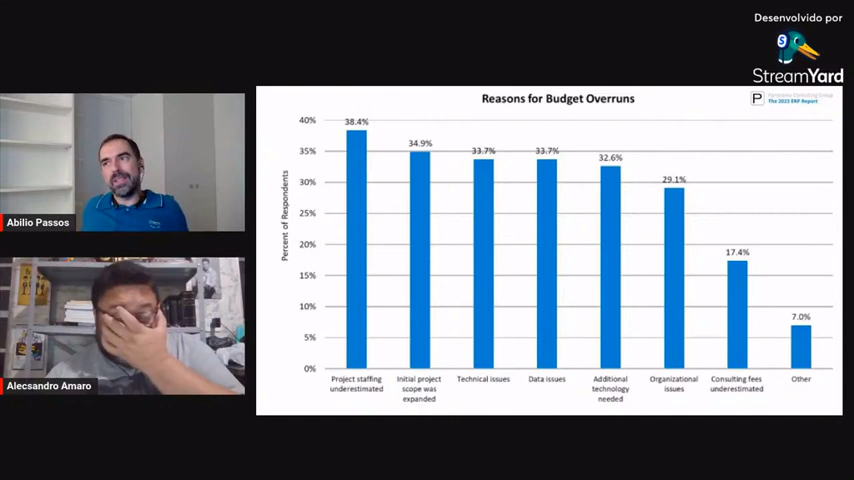 Desenvolvido por
StreamYard
Reasons for Budget Overruns
P
Panorama Consulting Group
The 2023 ERP Report
Percent of Respondents
40%
35%
30%
25%
20%
15%
10%
5%
0%
38.4%
34.9%
33.7%
33.7%
32.6%
29.1%
17.4%
7.0%
Project staffing
underestimated
Initial project
scope was
expanded
Technical issues
Data issues
Additional
technology
needed
Organizational
issues
Consulting fees
underestimated
Other
Abilio Passos
Alecsandro Amaro